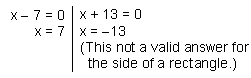 x – 7 = 0
x = 7
x + 13 = 0
x = –13
(This not a valid answer for
the side of a rectangle.)